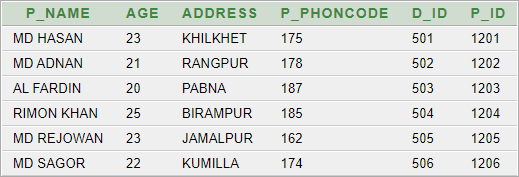 P_NAME AGE ADDRESS P_PHONCODE D_ID P_ID
MD HASAN 23 KHILKHET 175 501 1201
MD ADNAN 21 RANGPUR 178 502 1202
AL FARDIN 20 PABNA 187 503 1203
RIMON KHAN 25 BIRAMPUR 185 504 1204
MD REJOWAN 23 JAMALPUR 162 505 1205
MD SAGOR 22 KUMILLA 174 506 1206